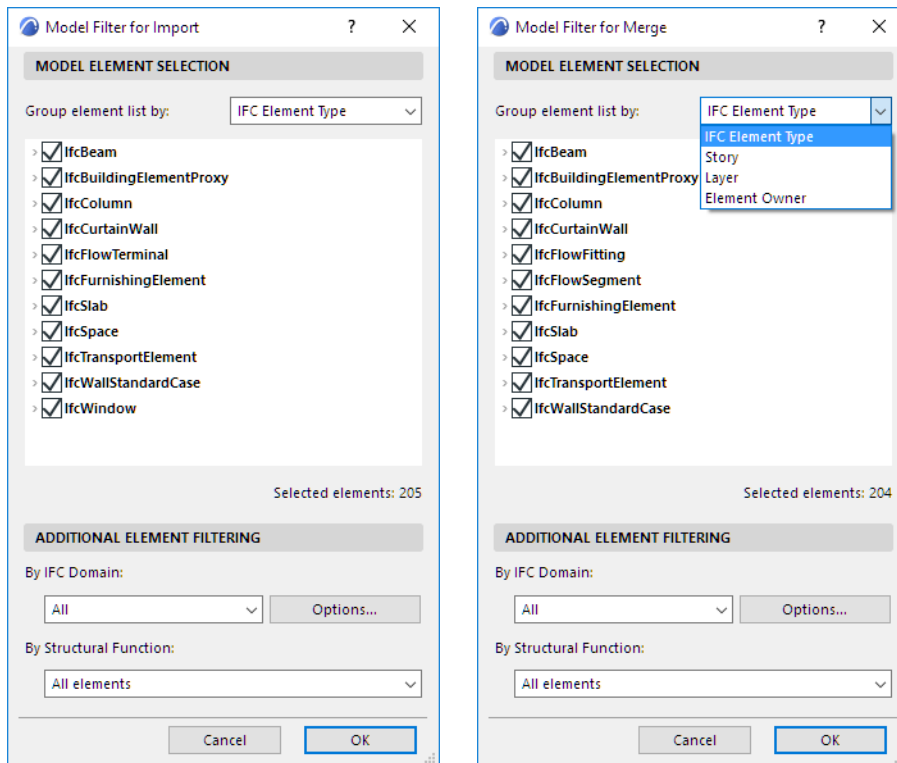 Model Filter for Import ?
MODEL ELEMENT SELECTION
Group element list by: IFC Element Type
IfcBeam
IfcBuildingElementProxy
IfcColumn
IfcCurtainWall
IfcFlowTerminal
IfcFurnishingElement
IfcSlab
IfcSpace
IfcTransportElement
IfcWallStandardCase
IfcWindow
Selected elements: 205
ADDITIONAL ELEMENT FILTERING
By IFC Domain:
All Options...
By Structural Function:
All elements
Cancel OK
Model Filter for Merge ?
MODEL ELEMENT SELECTION
Group element list by: IFC Element Type
IFC Element Type
Story
Layer
Element Owner
IfcBeam
IfcBuildingElementProxy
IfcColumn
IfcCurtainWall
IfcFlowFitting
IfcFlowSegment
IfcFurnishingElement
IfcSlab
IfcSpace
IfcTransportElement
IfcWallStandardCase
Selected elements: 204
ADDITIONAL ELEMENT FILTERING
By IFC Domain:
All Options...
By Structural Function:
All elements
Cancel OK